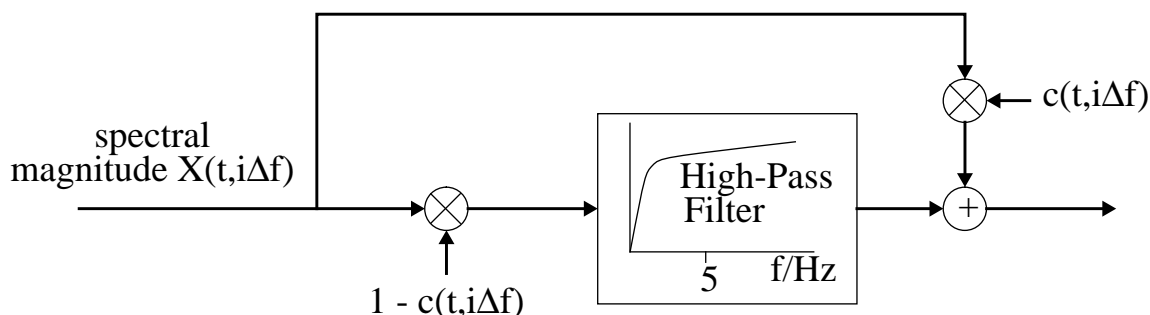 c(t,iΔf)
spectral
magnitude X(t,iΔf)
High-Pass
Filter
+
5
f/Hz
1 - c(t,iΔf)